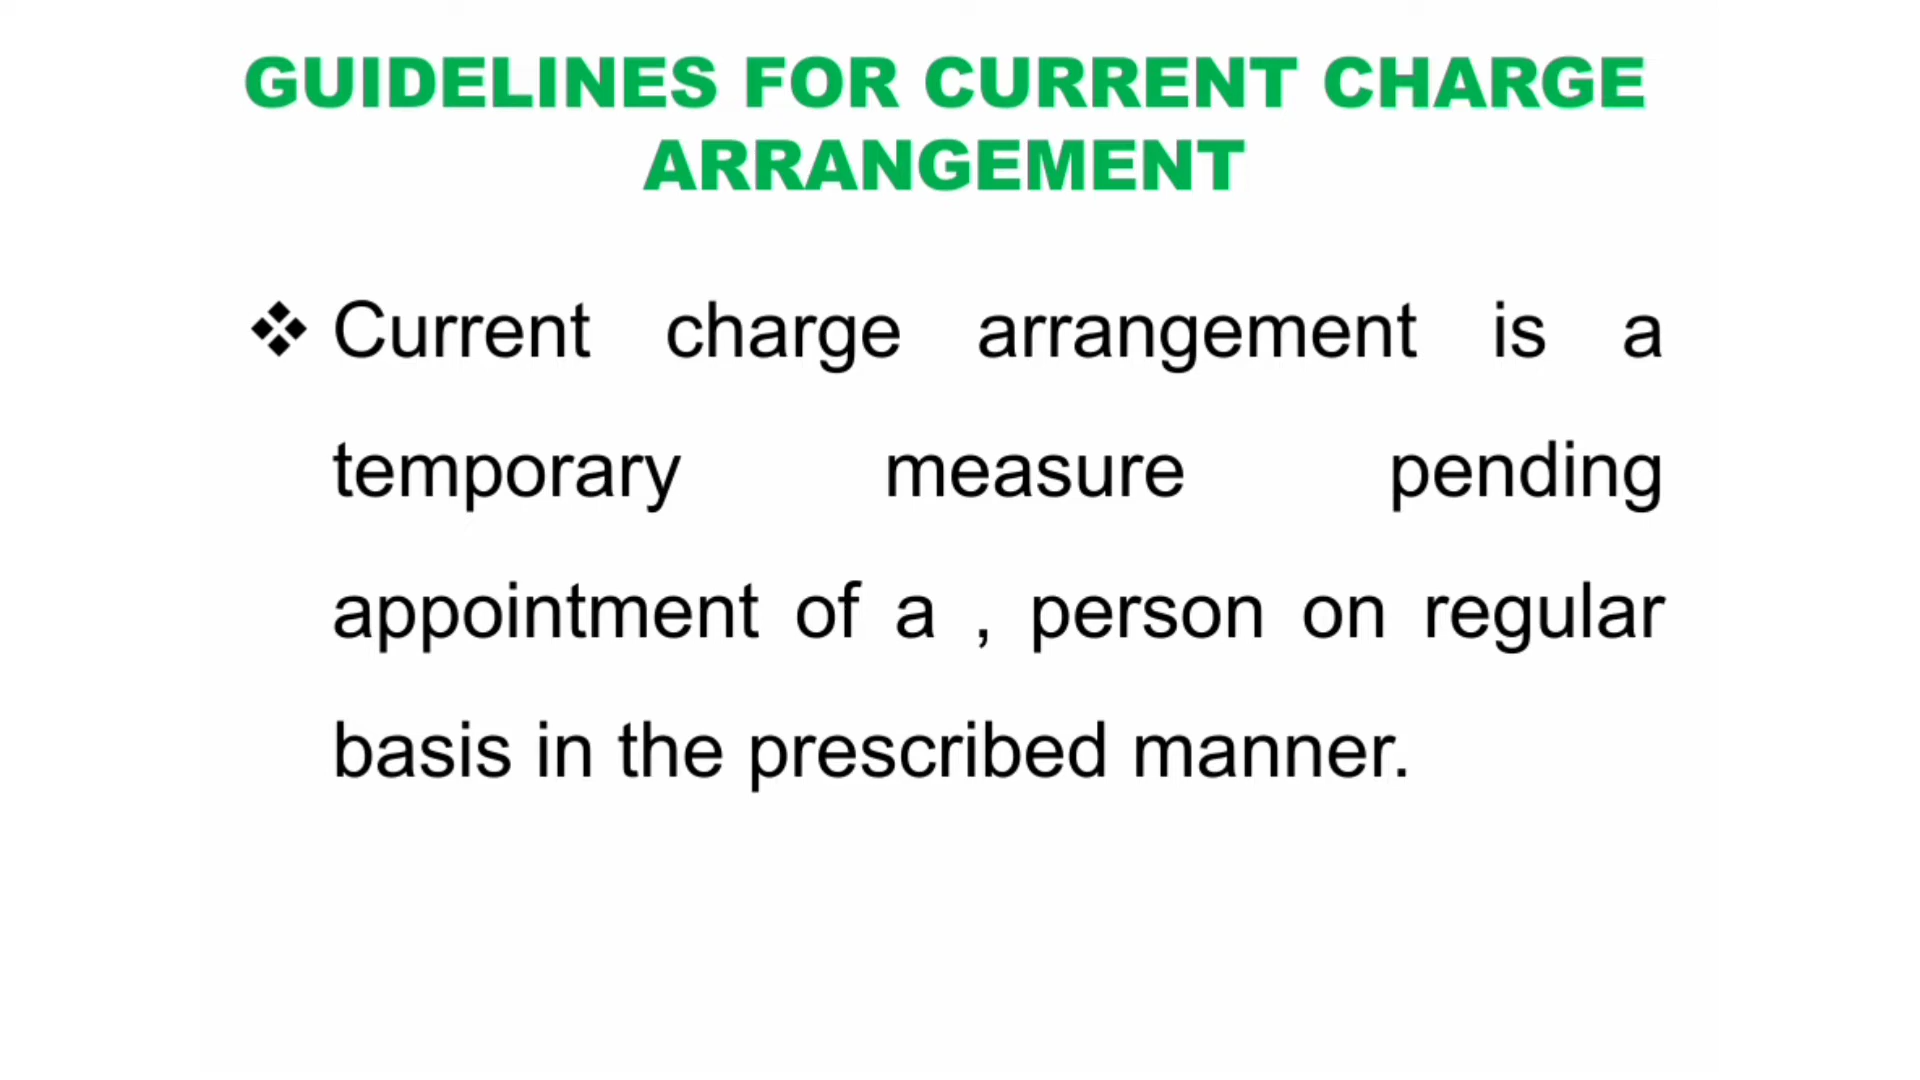 GUIDELINES FOR CURRENT CHARGE
ARRANGEMENT
❖ Current charge arrangement is a
temporary measure pending
appointment of a , person on regular
basis in the prescribed manner.